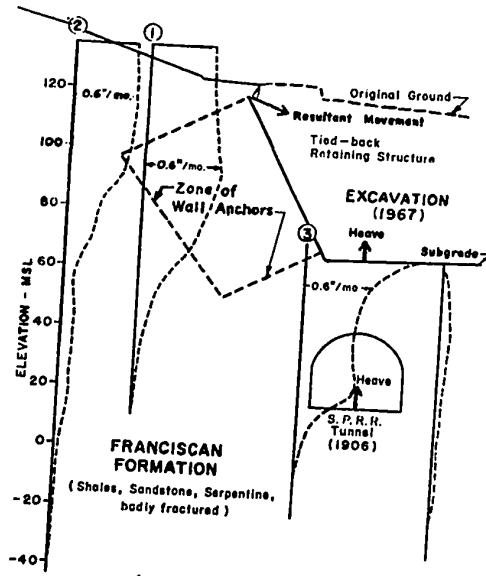 ②
①
120
100
80
60
40
20
0
-20
-40
ELEVATION - MSL
0.6"/mo.
0.6"/mo.
Original Ground
Resultant Movement
Tied-back
Retaining Structure
Zone of
Wall Anchors
EXCAVATION
(1967)
③
Heave
Subgrade
0.6"/mo
Heave
S.P.R.R.
Tunnel
(1906)
FRANCISCAN
FORMATION
(Shales, Sandstone, Serpentine,
badly fractured)